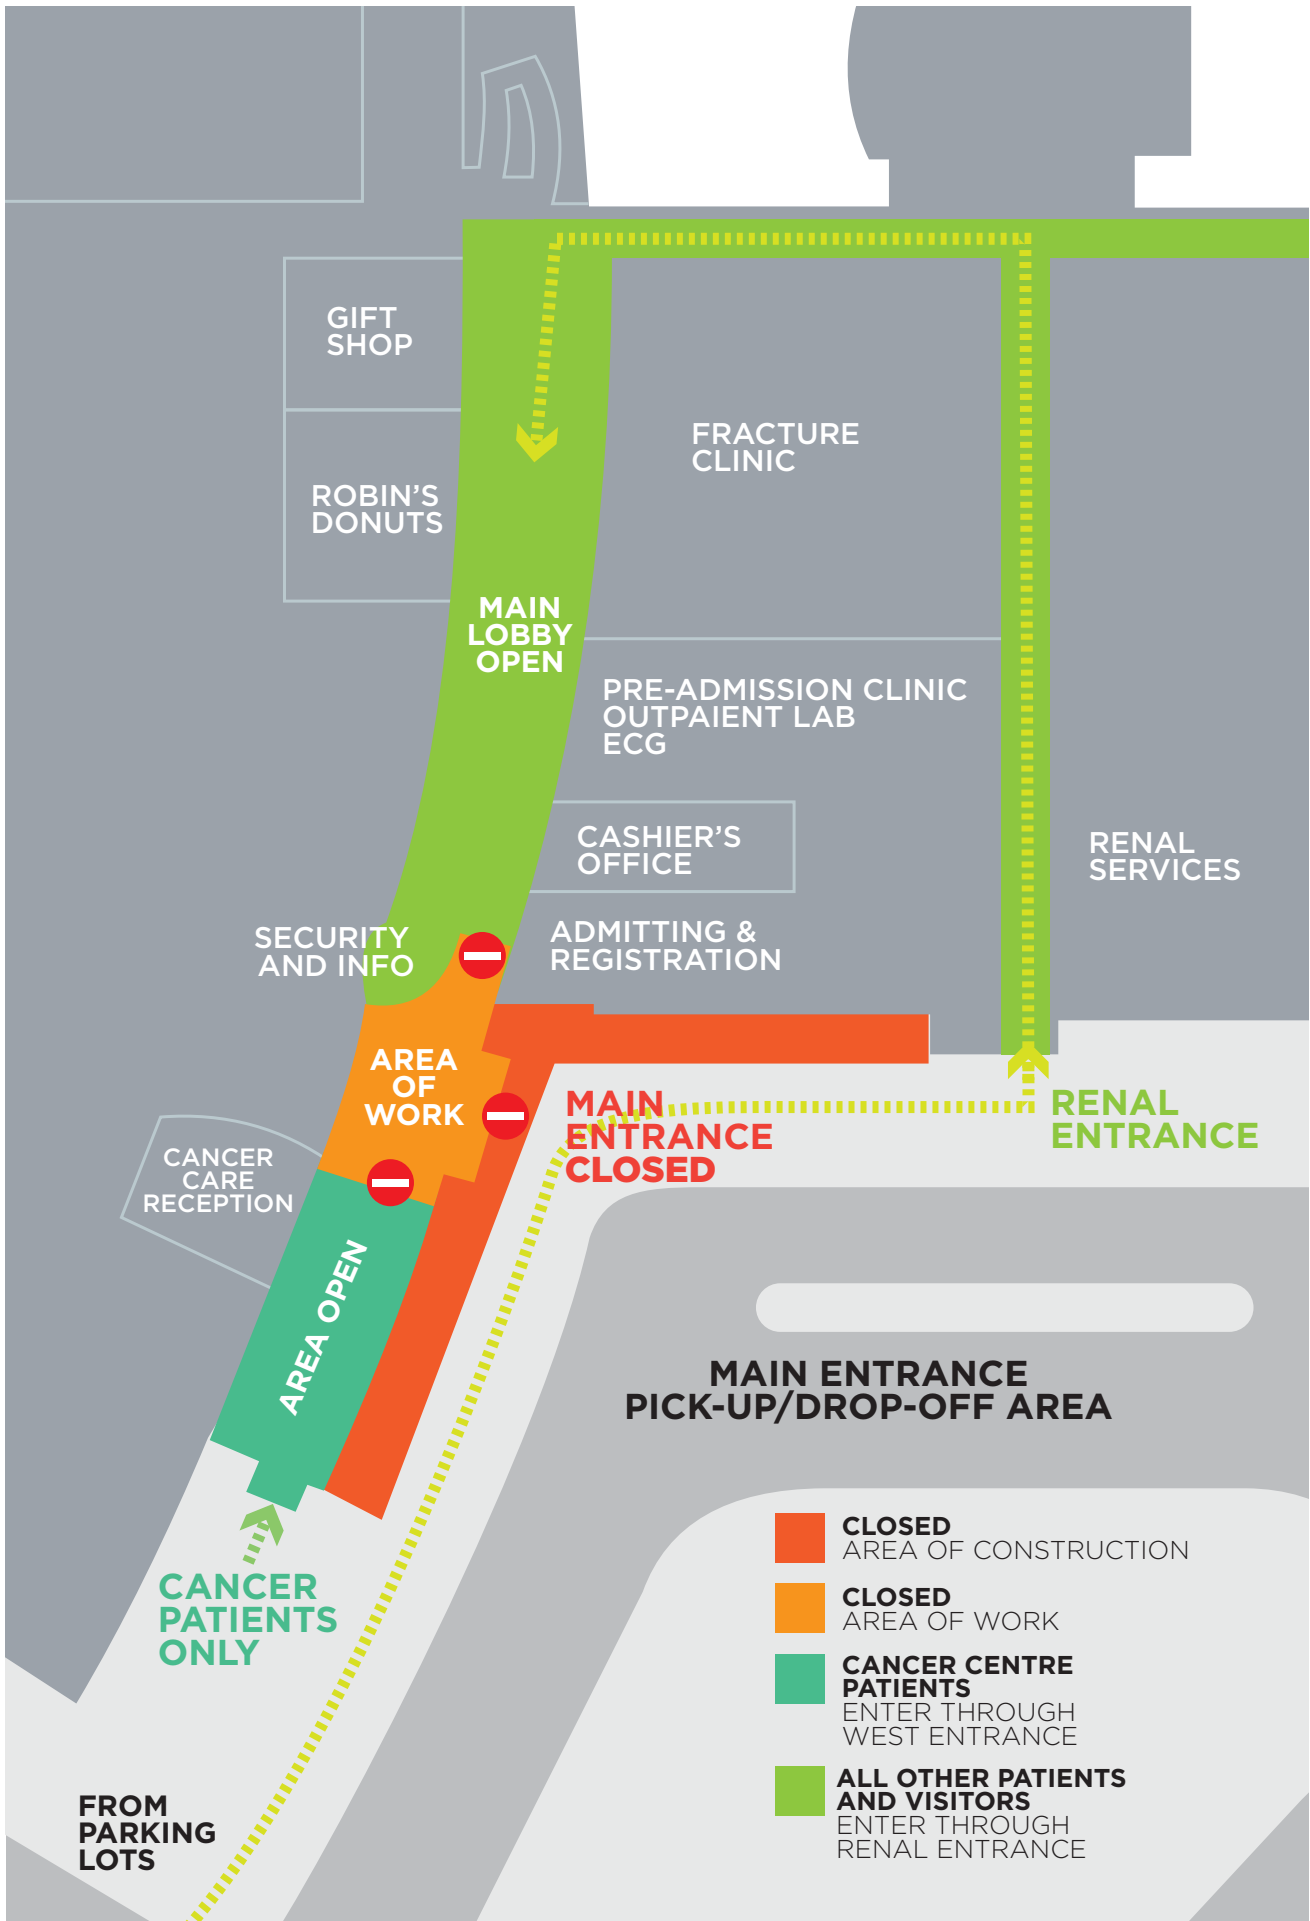 GIFT
SHOP
ROBIN'S
DONUTS
FRACTURE
CLINIC
MAIN
LOBBY
OPEN
PRE-ADMISSION CLINIC
OUTPAIENT LAB
ECG
CASHIER'S
OFFICE
RENAL
SERVICES
SECURITY
AND INFO
ADMITTING &
REGISTRATION
AREA
OF
WORK
MAIN
ENTRANCE
CLOSED
RENAL
ENTRANCE
CANCER
CARE
RECEPTION
AREA OPEN
MAIN ENTRANCE
PICK-UP/DROP-OFF AREA
CANCER
PATIENTS
ONLY
CLOSED
AREA OF CONSTRUCTION
CLOSED
AREA OF WORK
CANCER CENTRE
PATIENTS
ENTER THROUGH
WEST ENTRANCE
ALL OTHER PATIENTS
AND VISITORS
ENTER THROUGH
RENAL ENTRANCE
FROM
PARKING
LOTS